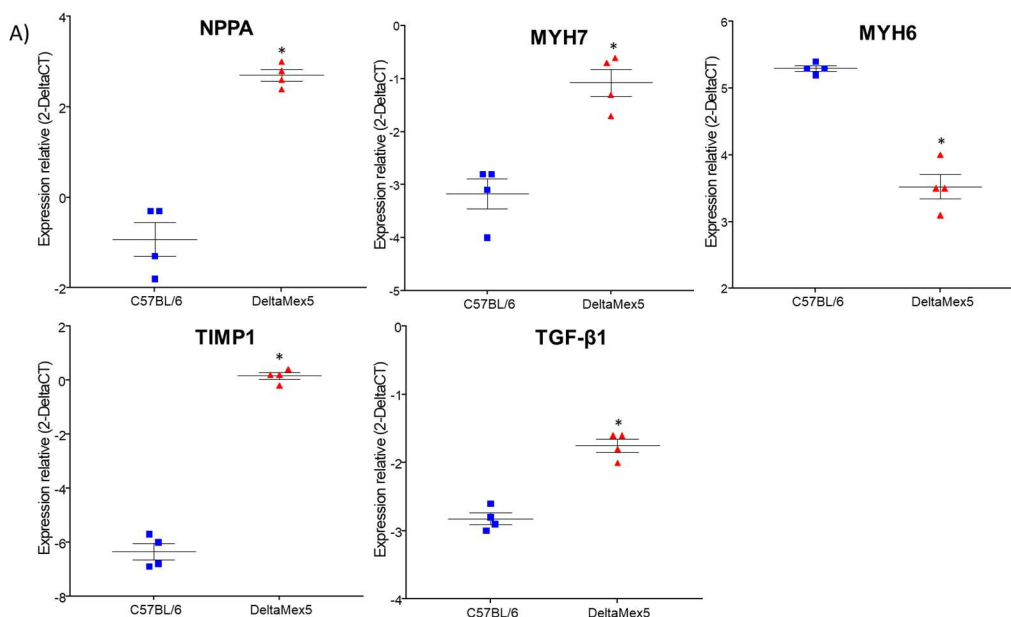 A)
NPPA
Expression relative (2-DeltaCT)
4
2
0
-2
*
C57BL/6
DeltaMex5
MYH7
Expression relative (2-DeltaCT)
0
-1
-2
-3
-4
-5
*
C57BL/6
DeltaMex5
MYH6
Expression relative (2-DeltaCT)
6
5
4
3
2
*
C57BL/6
DeltaMex5
TIMP1
Expression relative (2-DeltaCT)
2
0
-2
-4
-6
-8
*
C57BL/6
DeltaMex5
TGF-β1
Expression relative (2-DeltaCT)
0
-1
-2
-3
-4
*
C57BL/6
DeltaMex5